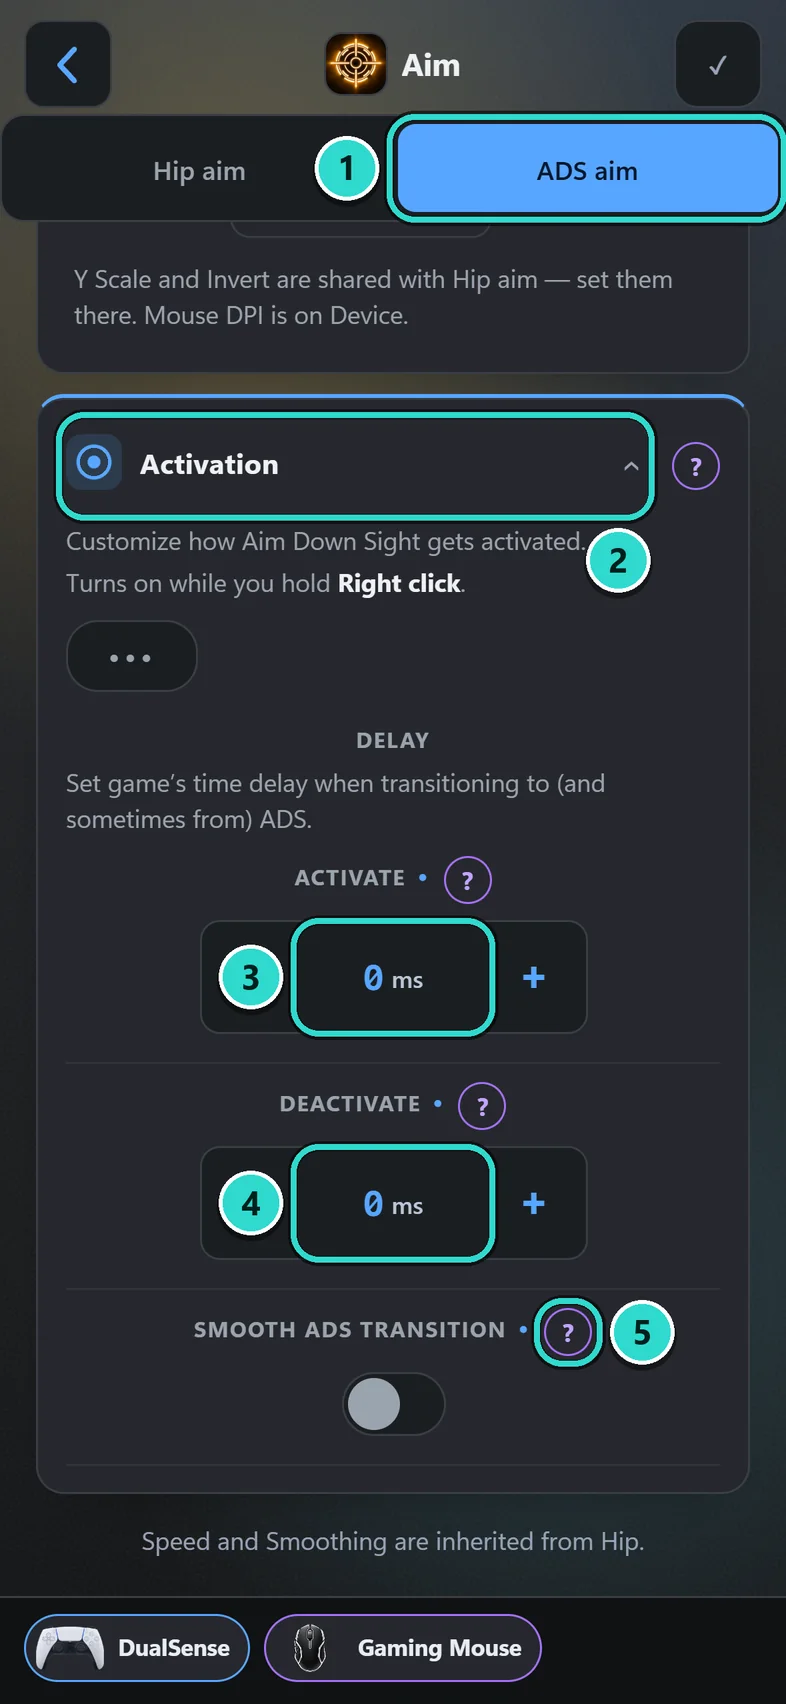 Aim
✓
Hip aim
1
ADS aim
Y Scale and Invert are shared with Hip aim — set them
there. Mouse DPI is on Device.
Activation
?
Customize how Aim Down Sight gets activated.
2
Turns on while you hold Right click.
•••
DELAY
Set game’s time delay when transitioning to (and
sometimes from) ADS.
ACTIVATE • ?
3
0 ms
+
DEACTIVATE • ?
4
0 ms
+
SMOOTH ADS TRANSITION • ?
5
Speed and Smoothing are inherited from Hip.
DualSense
Gaming Mouse